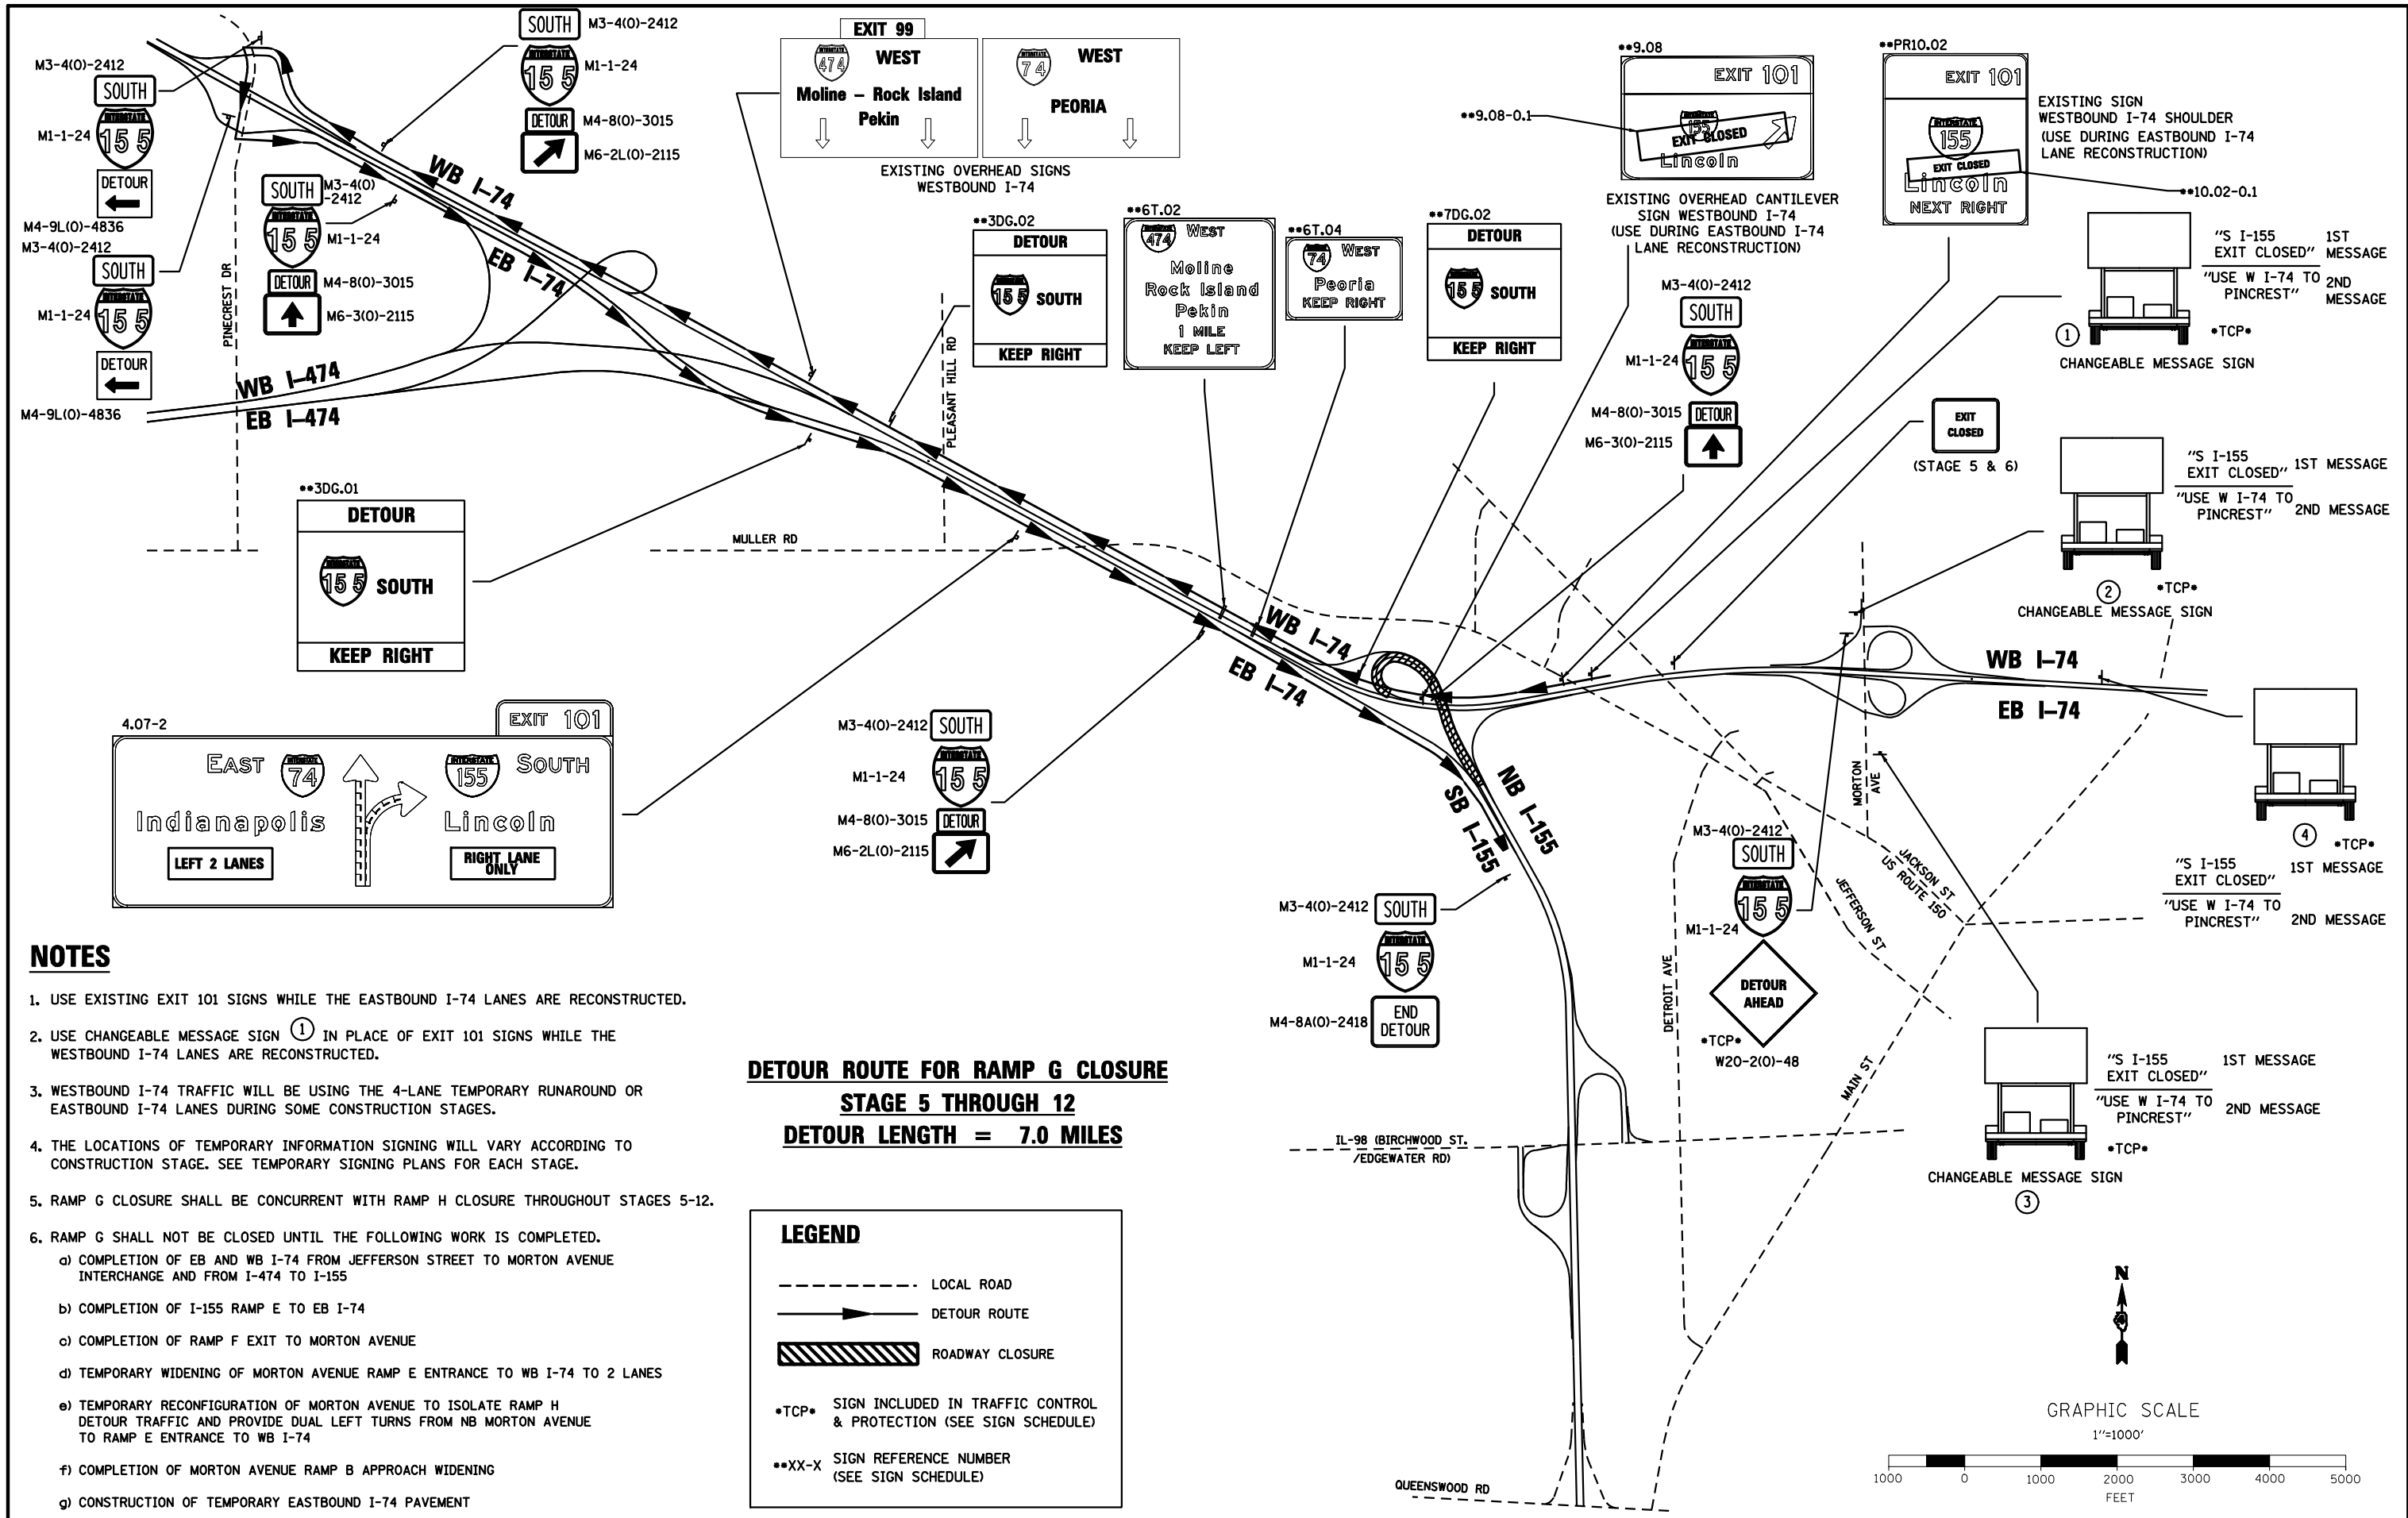 M3-4(O)-2412
SOUTH
M1-1-24
INTERSTATE
155
DETOUR
M4-9L(O)-4836
M3-4(O)-2412
SOUTH
M1-1-24
INTERSTATE
155
DETOUR
M4-9L(O)-4836
PINECREST DR
SOUTH
M3-4(O)
-2412
INTERSTATE
155
M1-1-24
DETOUR
M4-8(O)-3015
M6-3(O)-2115
SOUTH
M3-4(O)-2412
INTERSTATE
155
M1-1-24
DETOUR
M4-8(O)-3015
M6-2L(O)-2115
WB I-74
EB I-74
WB I-474
EB I-474
EXIT 99
INTERSTATE
474
WEST
Moline - Rock Island
Pekin
INTERSTATE
74
WEST
PEORIA
EXISTING OVERHEAD SIGNS
WESTBOUND I-74
PLEASANT HILL RD
MULLER RD
**3DG.02
DETOUR
INTERSTATE
155 SOUTH
KEEP RIGHT
**6T.02
INTERSTATE
474 WEST
Moline
Rock Island
Pekin
1 MILE
KEEP LEFT
**6T.04
INTERSTATE
74 WEST
Peoria
KEEP RIGHT
**7DG.02
DETOUR
INTERSTATE
155 SOUTH
KEEP RIGHT
**9.08
EXIT 101
**9.08-0.1
INTERSTATE
155
EXIT CLOSED
Lincoln
EXISTING OVERHEAD CANTILEVER
SIGN WESTBOUND I-74
(USE DURING EASTBOUND I-74
LANE RECONSTRUCTION)
**PR10.02
EXIT 101
INTERSTATE
155
EXIT CLOSED
Lincoln
NEXT RIGHT
EXISTING SIGN
WESTBOUND I-74 SHOULDER
(USE DURING EASTBOUND I-74
LANE RECONSTRUCTION)
**10.02-0.1
"S I-155
EXIT CLOSED"
1ST
MESSAGE
"USE W I-74 TO
PINCREST"
2ND
MESSAGE
1
*TCP*
CHANGEABLE MESSAGE SIGN
M3-4(O)-2412
SOUTH
M1-1-24
INTERSTATE
155
M4-8(O)-3015
DETOUR
M6-3(O)-2115
EXIT
CLOSED
(STAGE 5 & 6)
"S I-155
EXIT CLOSED"
1ST MESSAGE
"USE W I-74 TO
PINCREST"
2ND MESSAGE
2
*TCP*
CHANGEABLE MESSAGE SIGN
**3DG.01
DETOUR
INTERSTATE
155 SOUTH
KEEP RIGHT
4.07-2
EXIT 101
EAST
INTERSTATE
74
INTERSTATE
155
SOUTH
Indianapolis
Lincoln
LEFT 2 LANES
RIGHT LANE
ONLY
M3-4(O)-2412
SOUTH
M1-1-24
INTERSTATE
155
M4-8(O)-3015
DETOUR
M6-2L(O)-2115
WB I-74
EB I-74
NB I-155
SB I-155
WB I-74
EB I-74
MORTON
AVE
4
*TCP*
"S I-155
EXIT CLOSED"
1ST MESSAGE
"USE W I-74 TO
PINCREST"
2ND MESSAGE
M3-4(O)-2412
SOUTH
M1-1-24
INTERSTATE
155
M4-8A(O)-2418
END
DETOUR
M3-4(O)-2412
SOUTH
M1-1-24
INTERSTATE
155
DETOUR
AHEAD
*TCP*
W20-2(O)-48
DETROIT AVE
JEFFERSON ST
JACKSON ST
US ROUTE 150
MAIN ST
"S I-155
EXIT CLOSED"
1ST MESSAGE
"USE W I-74 TO
PINCREST"
2ND MESSAGE
*TCP*
CHANGEABLE MESSAGE SIGN
3
IL-98 (BIRCHWOOD ST.
/EDGEWATER RD)
QUEENSWOOD RD
NOTES
1. USE EXISTING EXIT 101 SIGNS WHILE THE EASTBOUND I-74 LANES ARE RECONSTRUCTED.
2. USE CHANGEABLE MESSAGE SIGN 1 IN PLACE OF EXIT 101 SIGNS WHILE THE
WESTBOUND I-74 LANES ARE RECONSTRUCTED.
3. WESTBOUND I-74 TRAFFIC WILL BE USING THE 4-LANE TEMPORARY RUNAROUND OR
EASTBOUND I-74 LANES DURING SOME CONSTRUCTION STAGES.
4. THE LOCATIONS OF TEMPORARY INFORMATION SIGNING WILL VARY ACCORDING TO
CONSTRUCTION STAGE. SEE TEMPORARY SIGNING PLANS FOR EACH STAGE.
5. RAMP G CLOSURE SHALL BE CONCURRENT WITH RAMP H CLOSURE THROUGHOUT STAGES 5-12.
6. RAMP G SHALL NOT BE CLOSED UNTIL THE FOLLOWING WORK IS COMPLETED.
a) COMPLETION OF EB AND WB I-74 FROM JEFFERSON STREET TO MORTON AVENUE
INTERCHANGE AND FROM I-474 TO I-155
b) COMPLETION OF I-155 RAMP E TO EB I-74
c) COMPLETION OF RAMP F EXIT TO MORTON AVENUE
d) TEMPORARY WIDENING OF MORTON AVENUE RAMP E ENTRANCE TO WB I-74 TO 2 LANES
e) TEMPORARY RECONFIGURATION OF MORTON AVENUE TO ISOLATE RAMP H
DETOUR TRAFFIC AND PROVIDE DUAL LEFT TURNS FROM NB MORTON AVENUE
TO RAMP E ENTRANCE TO WB I-74
f) COMPLETION OF MORTON AVENUE RAMP B APPROACH WIDENING
g) CONSTRUCTION OF TEMPORARY EASTBOUND I-74 PAVEMENT
DETOUR ROUTE FOR RAMP G CLOSURE
STAGE 5 THROUGH 12
DETOUR LENGTH = 7.0 MILES
LEGEND
LOCAL ROAD
DETOUR ROUTE
ROADWAY CLOSURE
*TCP* SIGN INCLUDED IN TRAFFIC CONTROL
& PROTECTION (SEE SIGN SCHEDULE)
**XX-X SIGN REFERENCE NUMBER
(SEE SIGN SCHEDULE)
N
GRAPHIC SCALE
1"=1000'
1000 0 1000 2000 3000 4000 5000
FEET